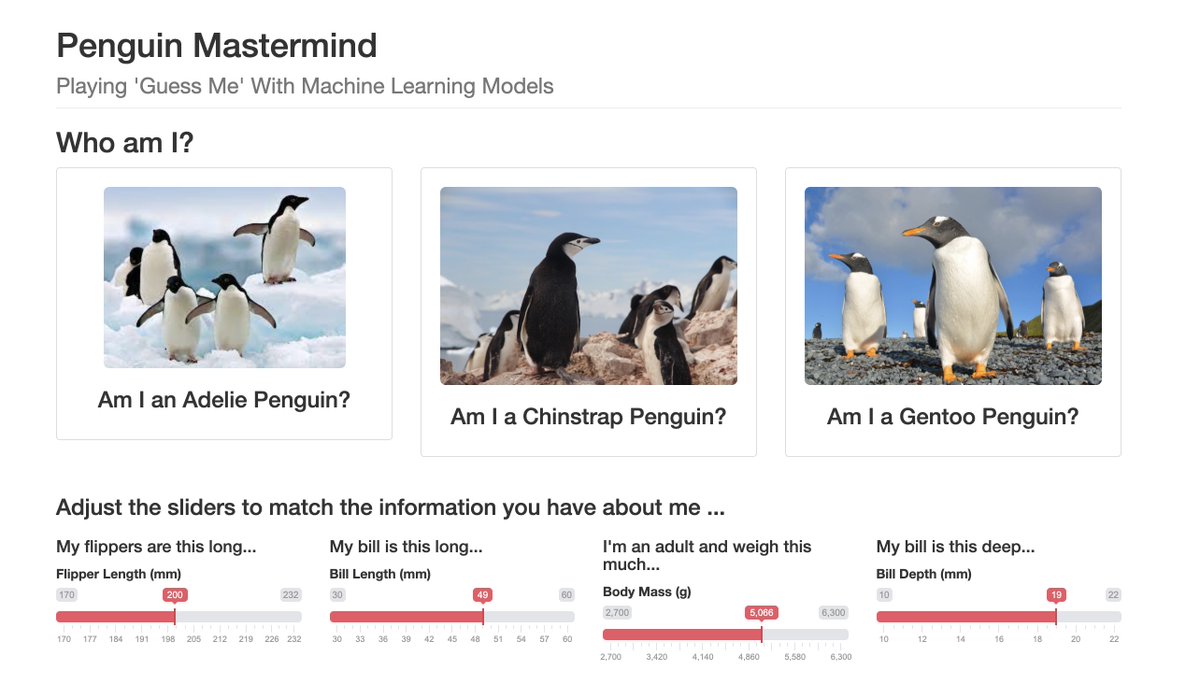 Penguin Mastermind
Playing 'Guess Me' With Machine Learning Models
Who am I?
Am I an Adelie Penguin?
Am I a Chinstrap Penguin?
Am I a Gentoo Penguin?
Adjust the sliders to match the information you have about me ...
My flippers are this long...
Flipper Length (mm)
170 200 232
170 177 184 191 198 205 212 219 226 232
My bill is this long...
Bill Length (mm)
30 49 60
30 33 36 39 42 45 48 51 54 57 60
I'm an adult and weigh this
much...
Body Mass (g)
2,700 5,066 6,300
2,700 3,420 4,140 4,860 5,580 6,300
My bill is this deep...
Bill Depth (mm)
10 19 22
10 12 14 16 18 20 22